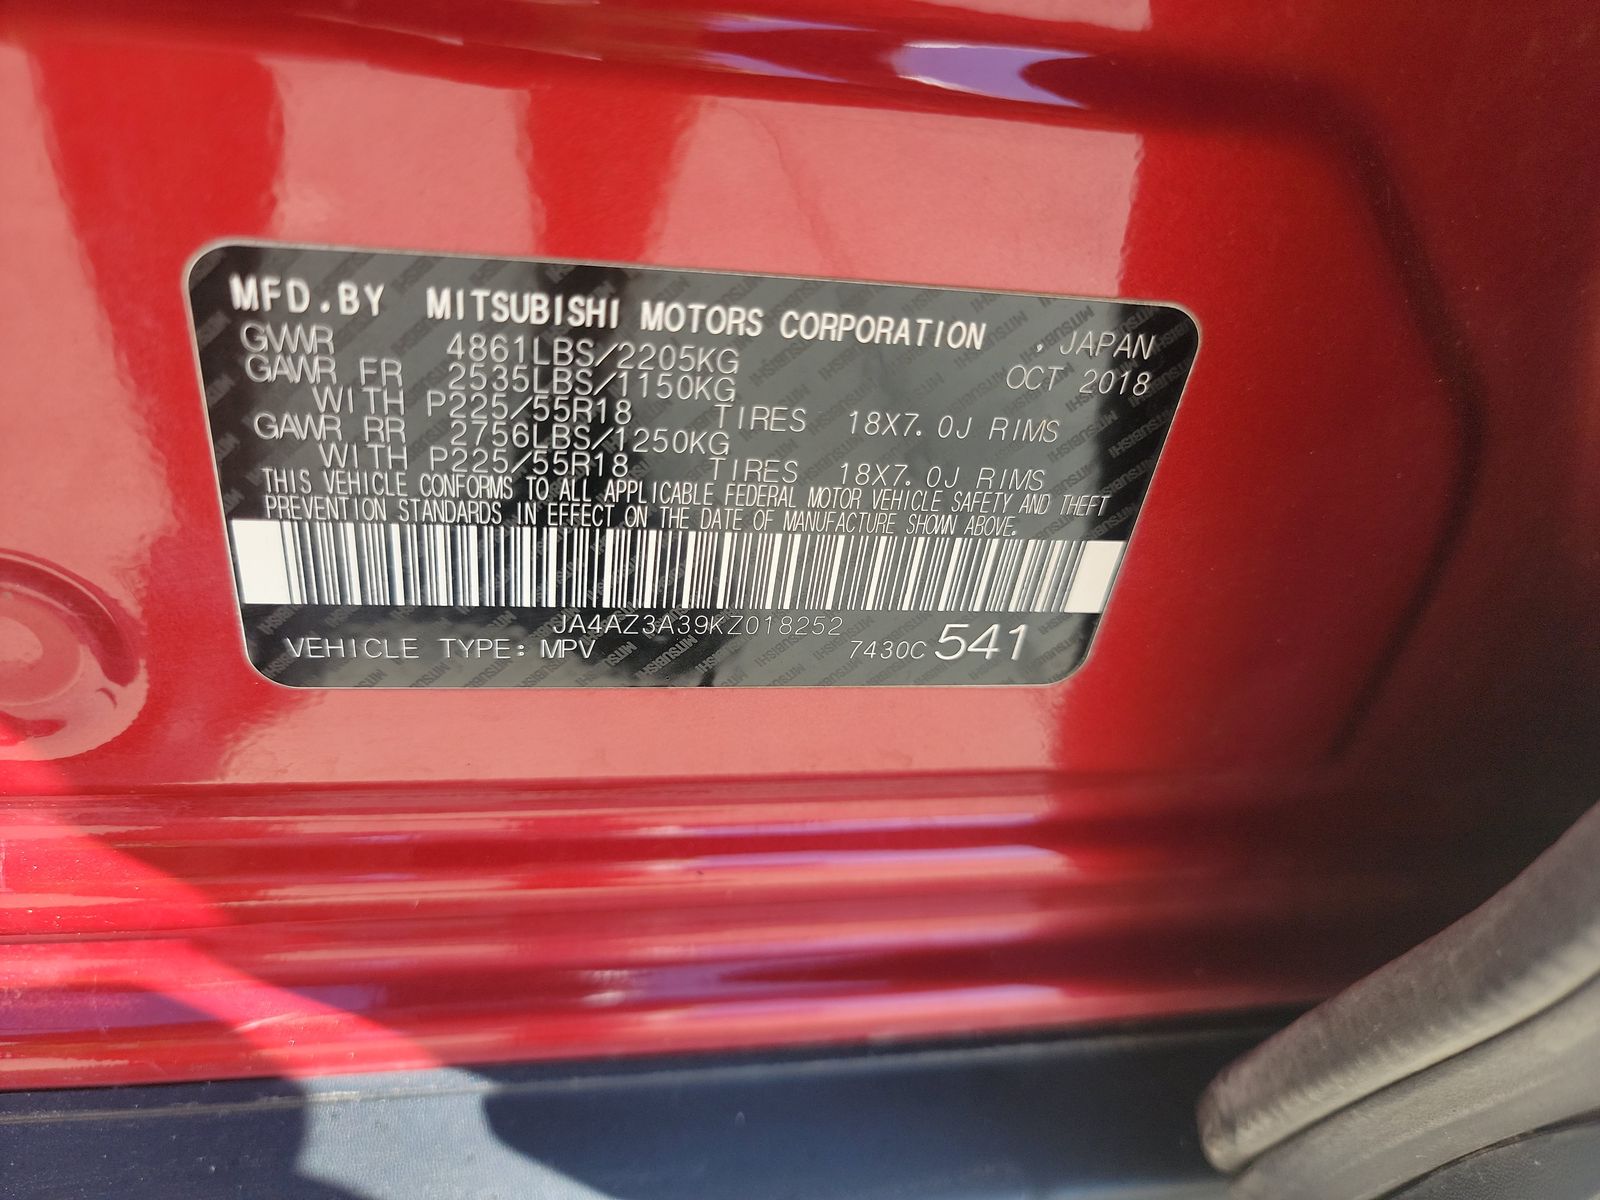 MFD.BY MITSUBISHI MOTORS CORPORATION , JAPAN
GVWR 4861LBS/2205KG OCT 2018
GAWR FR 2535LBS/1150KG
WITH P225/55R18 TIRES 18X7.0J RIMS
GAWR RR 2756LBS/1250KG
WITH P225/55R18 TIRES 18X7.0J RIMS
THIS VEHICLE CONFORMS TO ALL APPLICABLE FEDERAL MOTOR VEHICLE SAFETY AND THEFT
PREVENTION STANDARDS IN EFFECT ON THE DATE OF MANUFACTURE SHOWN ABOVE.
JA4AZ3A39KZ018252
VEHICLE TYPE: MPV 7430C 541